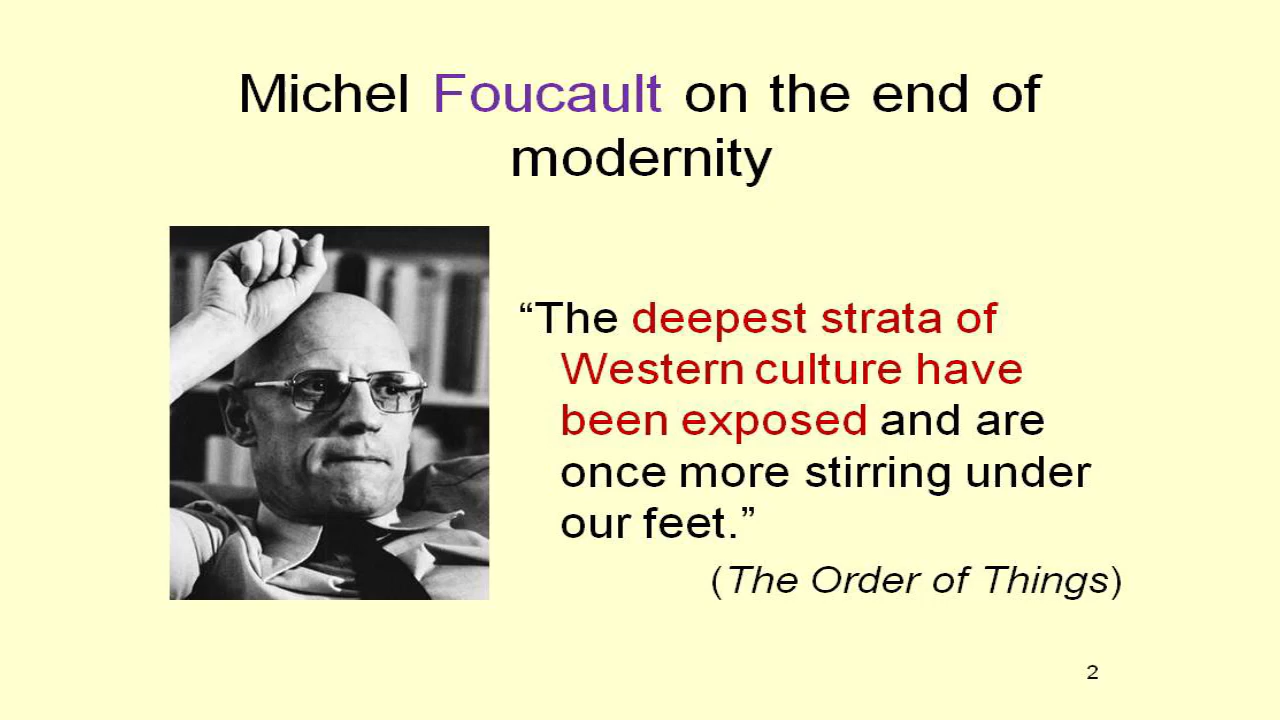 Michel Foucault on the end of
modernity
“The deepest strata of
Western culture have
been exposed and are
once more stirring under
our feet.”
(The Order of Things)
2